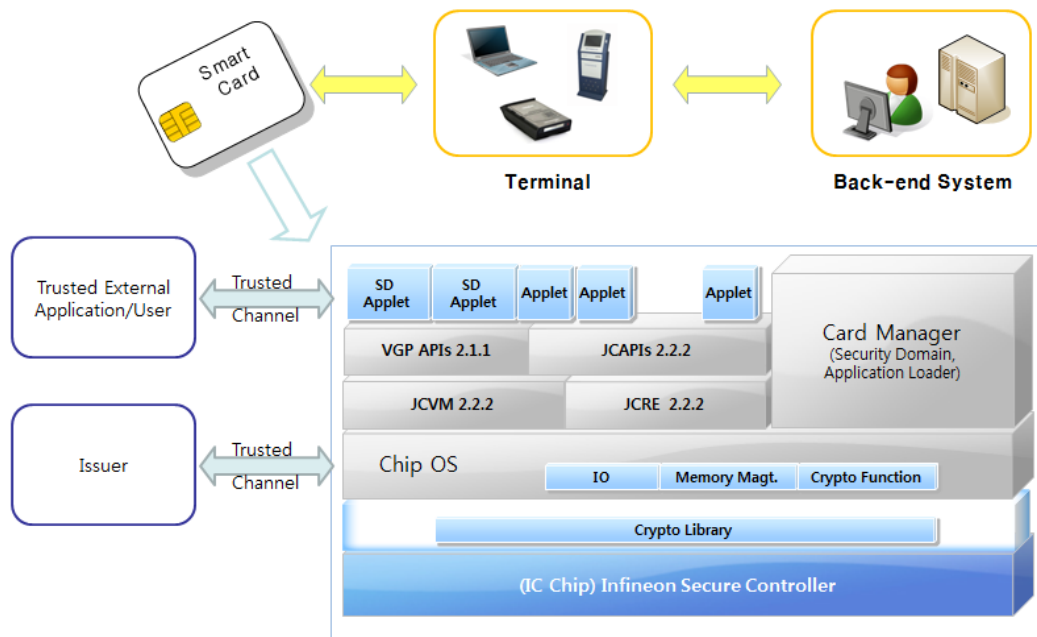 Smart
Card
Terminal
Back-end System
Trusted External
Application/User
Trusted
Channel
SD
Applet
SD
Applet
Applet
Applet
Applet
Card Manager
(Security Domain,
Application Loader)
VGP APIs 2.1.1
JCAPIs 2.2.2
JCVM 2.2.2
JCRE 2.2.2
Issuer
Trusted
Channel
Chip OS
IO
Memory Magt.
Crypto Function
Crypto Library
(IC Chip) Infineon Secure Controller